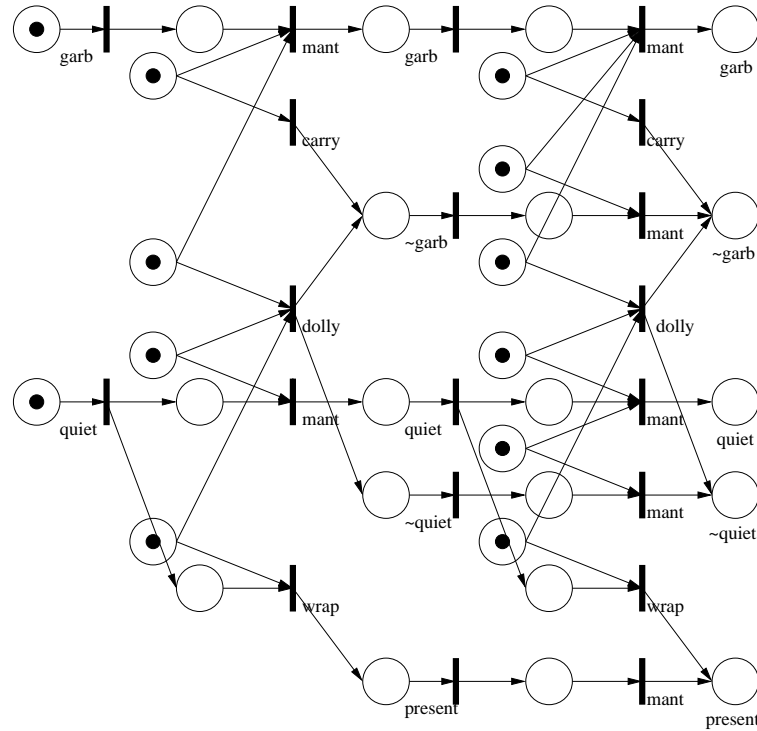 garb
mant
garb
mant
garb
carry
carry
~garb
mant
~garb
dolly
dolly
quiet
mant
quiet
mant
quiet
~quiet
mant
~quiet
wrap
wrap
present
mant
present